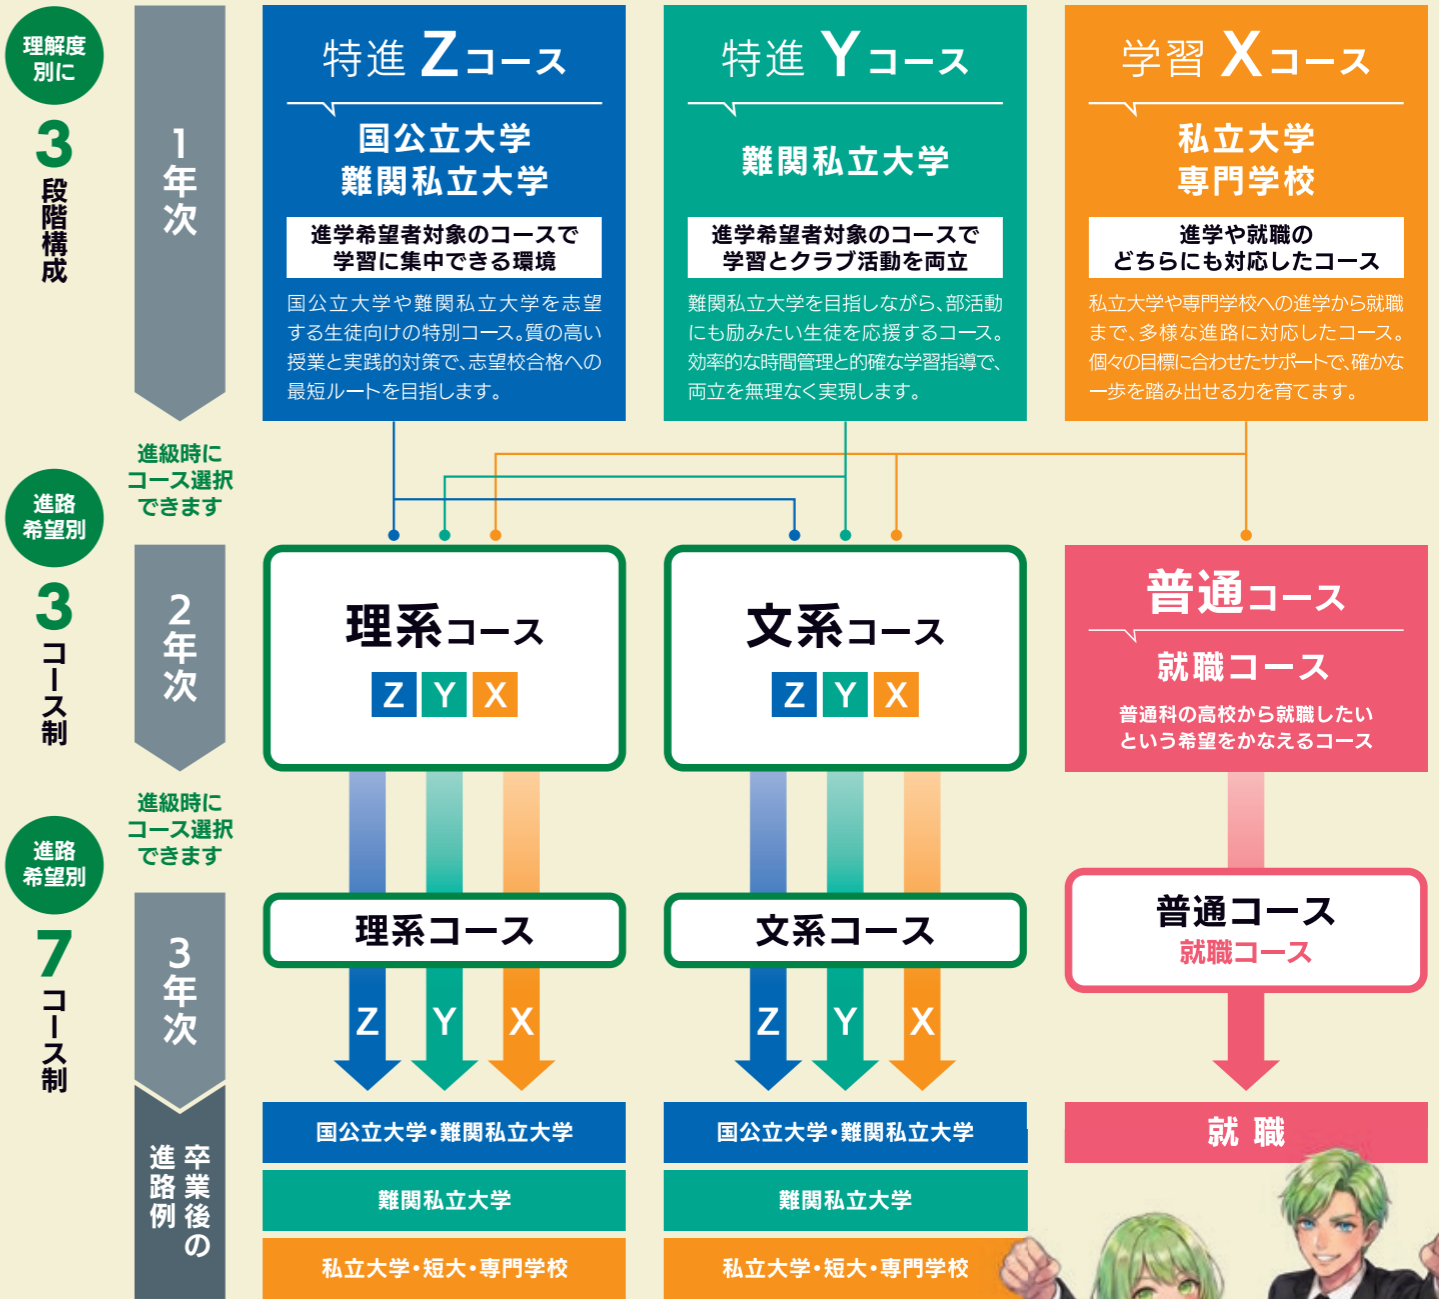 理解度
別に
3
段階構成
1年次
特進 Zコース
国公立大学
難関私立大学
進学希望者対象のコースで
学習に集中できる環境
国公立大学や難関私立大学を志望
する生徒向けの特別コース。質の高い
授業と実践的対策で、志望校合格への
最短ルートを目指します。
特進 Yコース
難関私立大学
進学希望者対象のコースで
学習とクラブ活動を両立
難関私立大学を目指しながら、部活動
にも励みたい生徒を応援するコース。
効率的な時間管理と的確な学習指導で、
両立を無理なく実現します。
学習 Xコース
私立大学
専門学校
進学や就職の
どちらにも対応したコース
私立大学や専門学校への進学から就職
まで、多様な進路に対応したコース。
個々の目標に合わせたサポートで、確かな
一歩を踏み出せる力を育てます。
進級時に
コース選択
できます
進路
希望別
3
コース制
2年次
理系コース
Z Y X
文系コース
Z Y X
普通コース
就職コース
普通科の高校から就職したい
という希望をかなえるコース
進級時に
コース選択
できます
進路
希望別
7
コース制
3年次
理系コース
Z Y X
文系コース
Z Y X
普通コース
就職コース
卒業後の
進路例
国公立大学・難関私立大学
難関私立大学
私立大学・短大・専門学校
国公立大学・難関私立大学
難関私立大学
私立大学・短大・専門学校
就職